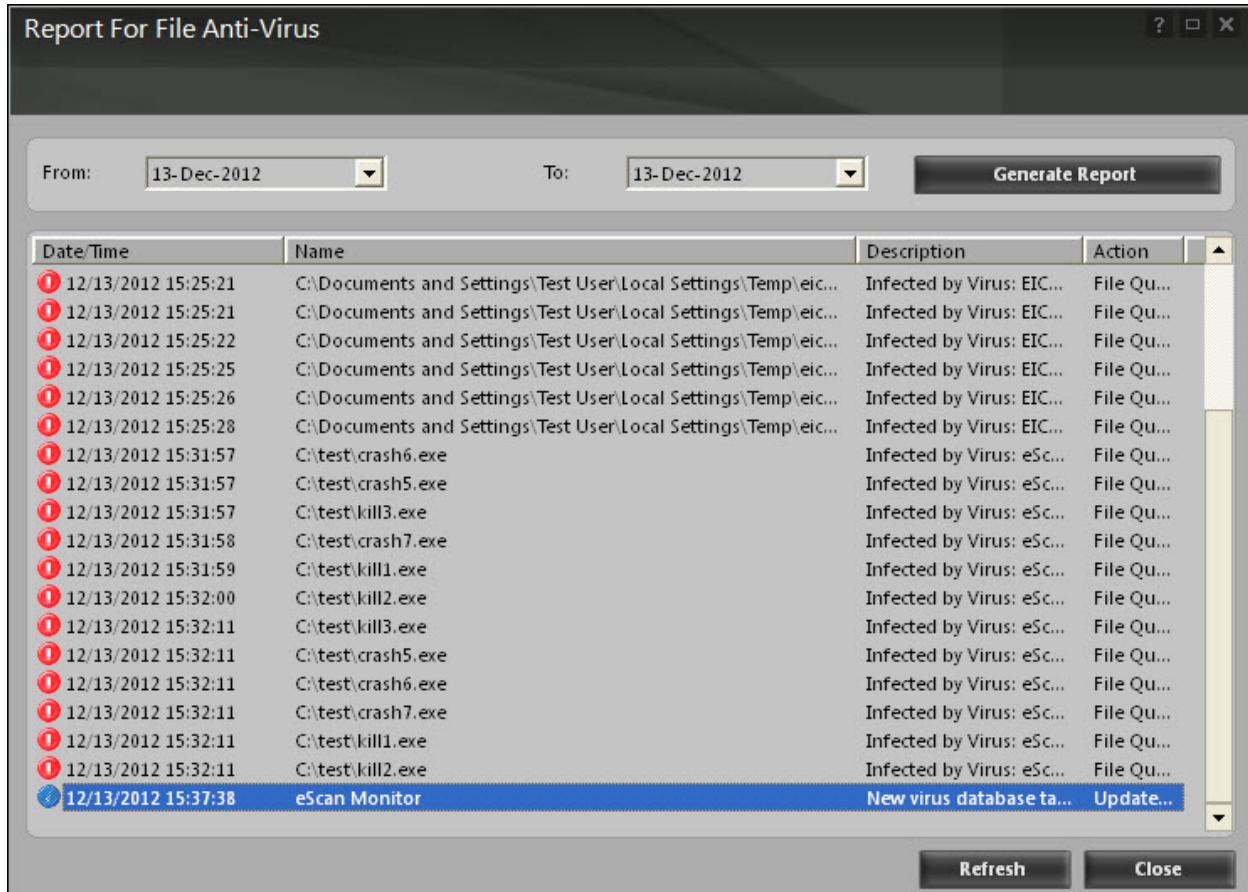 Report For File Anti-Virus
From: 13-Dec-2012 To: 13-Dec-2012 Generate Report
Date/Time Name Description Action
12/13/2012 15:25:21 C:\Documents and Settings\Test User\Local Settings\Temp\eic... Infected by Virus: EIC... File Qu...
12/13/2012 15:25:21 C:\Documents and Settings\Test User\Local Settings\Temp\eic... Infected by Virus: EIC... File Qu...
12/13/2012 15:25:22 C:\Documents and Settings\Test User\Local Settings\Temp\eic... Infected by Virus: EIC... File Qu...
12/13/2012 15:25:25 C:\Documents and Settings\Test User\Local Settings\Temp\eic... Infected by Virus: EIC... File Qu...
12/13/2012 15:25:26 C:\Documents and Settings\Test User\Local Settings\Temp\eic... Infected by Virus: EIC... File Qu...
12/13/2012 15:25:28 C:\Documents and Settings\Test User\Local Settings\Temp\eic... Infected by Virus: EIC... File Qu...
12/13/2012 15:31:57 C:\test\crash6.exe Infected by Virus: eSc... File Qu...
12/13/2012 15:31:57 C:\test\crash5.exe Infected by Virus: eSc... File Qu...
12/13/2012 15:31:57 C:\test\kill3.exe Infected by Virus: eSc... File Qu...
12/13/2012 15:31:58 C:\test\crash7.exe Infected by Virus: eSc... File Qu...
12/13/2012 15:31:59 C:\test\kill1.exe Infected by Virus: eSc... File Qu...
12/13/2012 15:32:00 C:\test\kill2.exe Infected by Virus: eSc... File Qu...
12/13/2012 15:32:11 C:\test\kill3.exe Infected by Virus: eSc... File Qu...
12/13/2012 15:32:11 C:\test\crash5.exe Infected by Virus: eSc... File Qu...
12/13/2012 15:32:11 C:\test\crash6.exe Infected by Virus: eSc... File Qu...
12/13/2012 15:32:11 C:\test\crash7.exe Infected by Virus: eSc... File Qu...
12/13/2012 15:32:11 C:\test\kill1.exe Infected by Virus: eSc... File Qu...
12/13/2012 15:32:11 C:\test\kill2.exe Infected by Virus: eSc... File Qu...
12/13/2012 15:37:38 eScan Monitor New virus database ta... Update...
Refresh Close